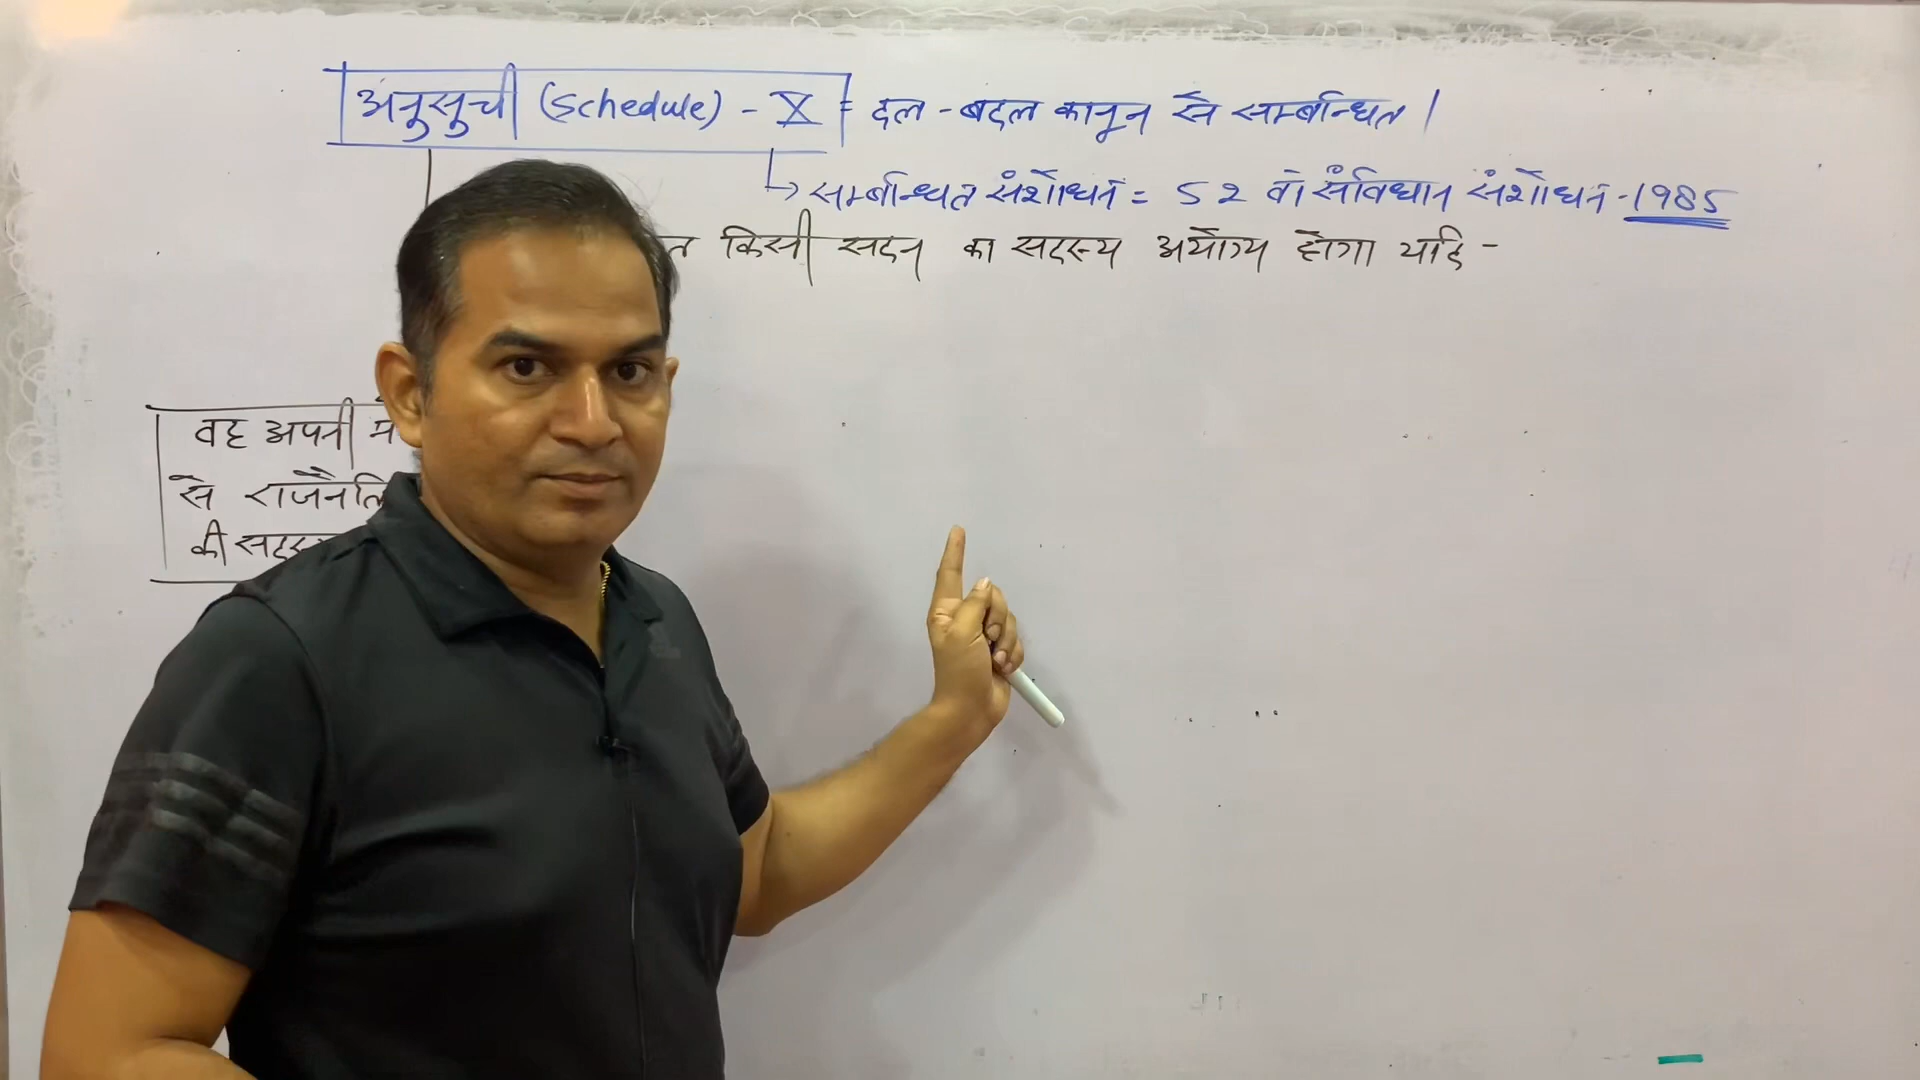 अनुसुची (Schedule) - X = दल - बदल कानून से सम्बन्धित ।
↳ सम्बन्धित संशोधन = 52 वां संविधान संशोधन - 1985
किसी सदन का सदस्य अयोग्य होगा यदि -
वह अपनी
से राजनैति
की सदस्